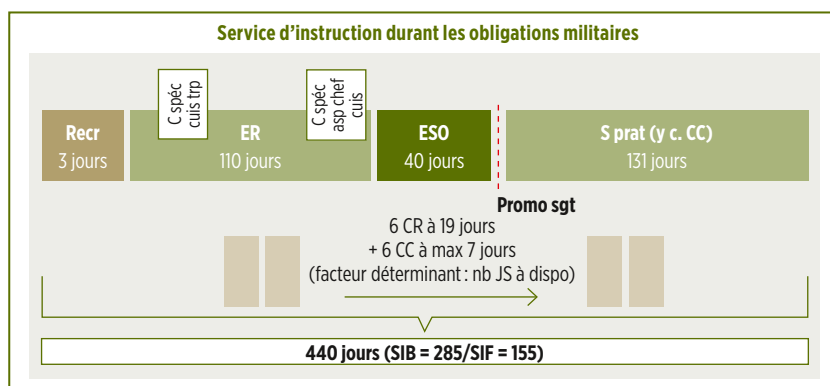 Service d'instruction durant les obligations militaires
C spéc
cuis trp
C spéc
asp chef
cuis
Recr
3 jours
ER
110 jours
ESO
40 jours
S prat (y c. CC)
131 jours
Promo sgt
6 CR à 19 jours
+ 6 CC à max 7 jours
(facteur déterminant : nb JS à dispo)
440 jours (SIB = 285/SIF = 155)